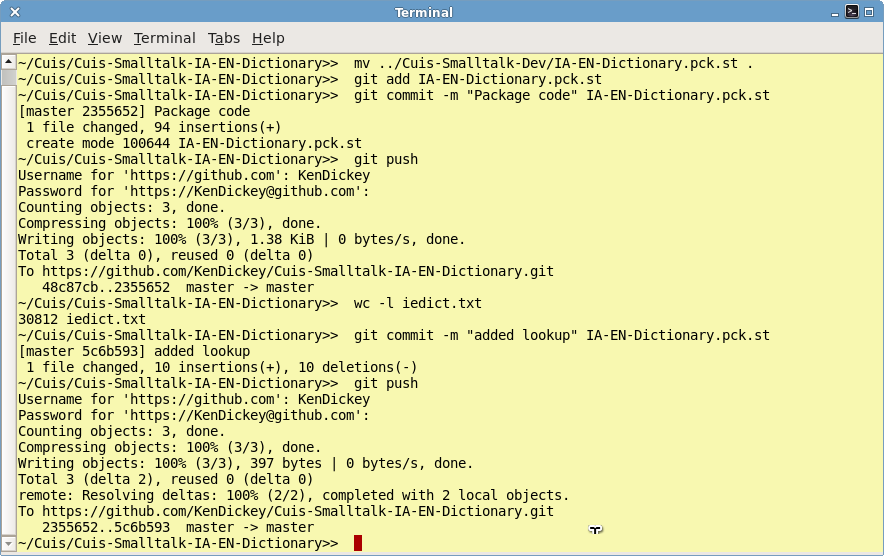 Terminal
File Edit View Terminal Tabs Help
~/Cuis/Cuis-Smalltalk-IA-EN-Dictionary>>  mv ../Cuis-Smalltalk-Dev/IA-EN-Dictionary.pck.st .
~/Cuis/Cuis-Smalltalk-IA-EN-Dictionary>>  git add IA-EN-Dictionary.pck.st
~/Cuis/Cuis-Smalltalk-IA-EN-Dictionary>>  git commit -m "Package code" IA-EN-Dictionary.pck.st
[master 2355652] Package code
 1 file changed, 94 insertions(+)
 create mode 100644 IA-EN-Dictionary.pck.st
~/Cuis/Cuis-Smalltalk-IA-EN-Dictionary>>  git push
Username for 'https://github.com': KenDickey
Password for 'https://KenDickey@github.com':
Counting objects: 3, done.
Compressing objects: 100% (3/3), done.
Writing objects: 100% (3/3), 1.38 KiB | 0 bytes/s, done.
Total 3 (delta 0), reused 0 (delta 0)
To https://github.com/KenDickey/Cuis-Smalltalk-IA-EN-Dictionary.git
   48c87cb..2355652  master -> master
~/Cuis/Cuis-Smalltalk-IA-EN-Dictionary>>  wc -l iedict.txt
30812 iedict.txt
~/Cuis/Cuis-Smalltalk-IA-EN-Dictionary>>  git commit -m "added lookup" IA-EN-Dictionary.pck.st
[master 5c6b593] added lookup
 1 file changed, 10 insertions(+), 10 deletions(-)
~/Cuis/Cuis-Smalltalk-IA-EN-Dictionary>>  git push
Username for 'https://github.com': KenDickey
Password for 'https://KenDickey@github.com':
Counting objects: 3, done.
Compressing objects: 100% (3/3), done.
Writing objects: 100% (3/3), 397 bytes | 0 bytes/s, done.
Total 3 (delta 2), reused 0 (delta 0)
remote: Resolving deltas: 100% (2/2), completed with 2 local objects.
To https://github.com/KenDickey/Cuis-Smalltalk-IA-EN-Dictionary.git
   2355652..5c6b593  master -> master
~/Cuis/Cuis-Smalltalk-IA-EN-Dictionary>>